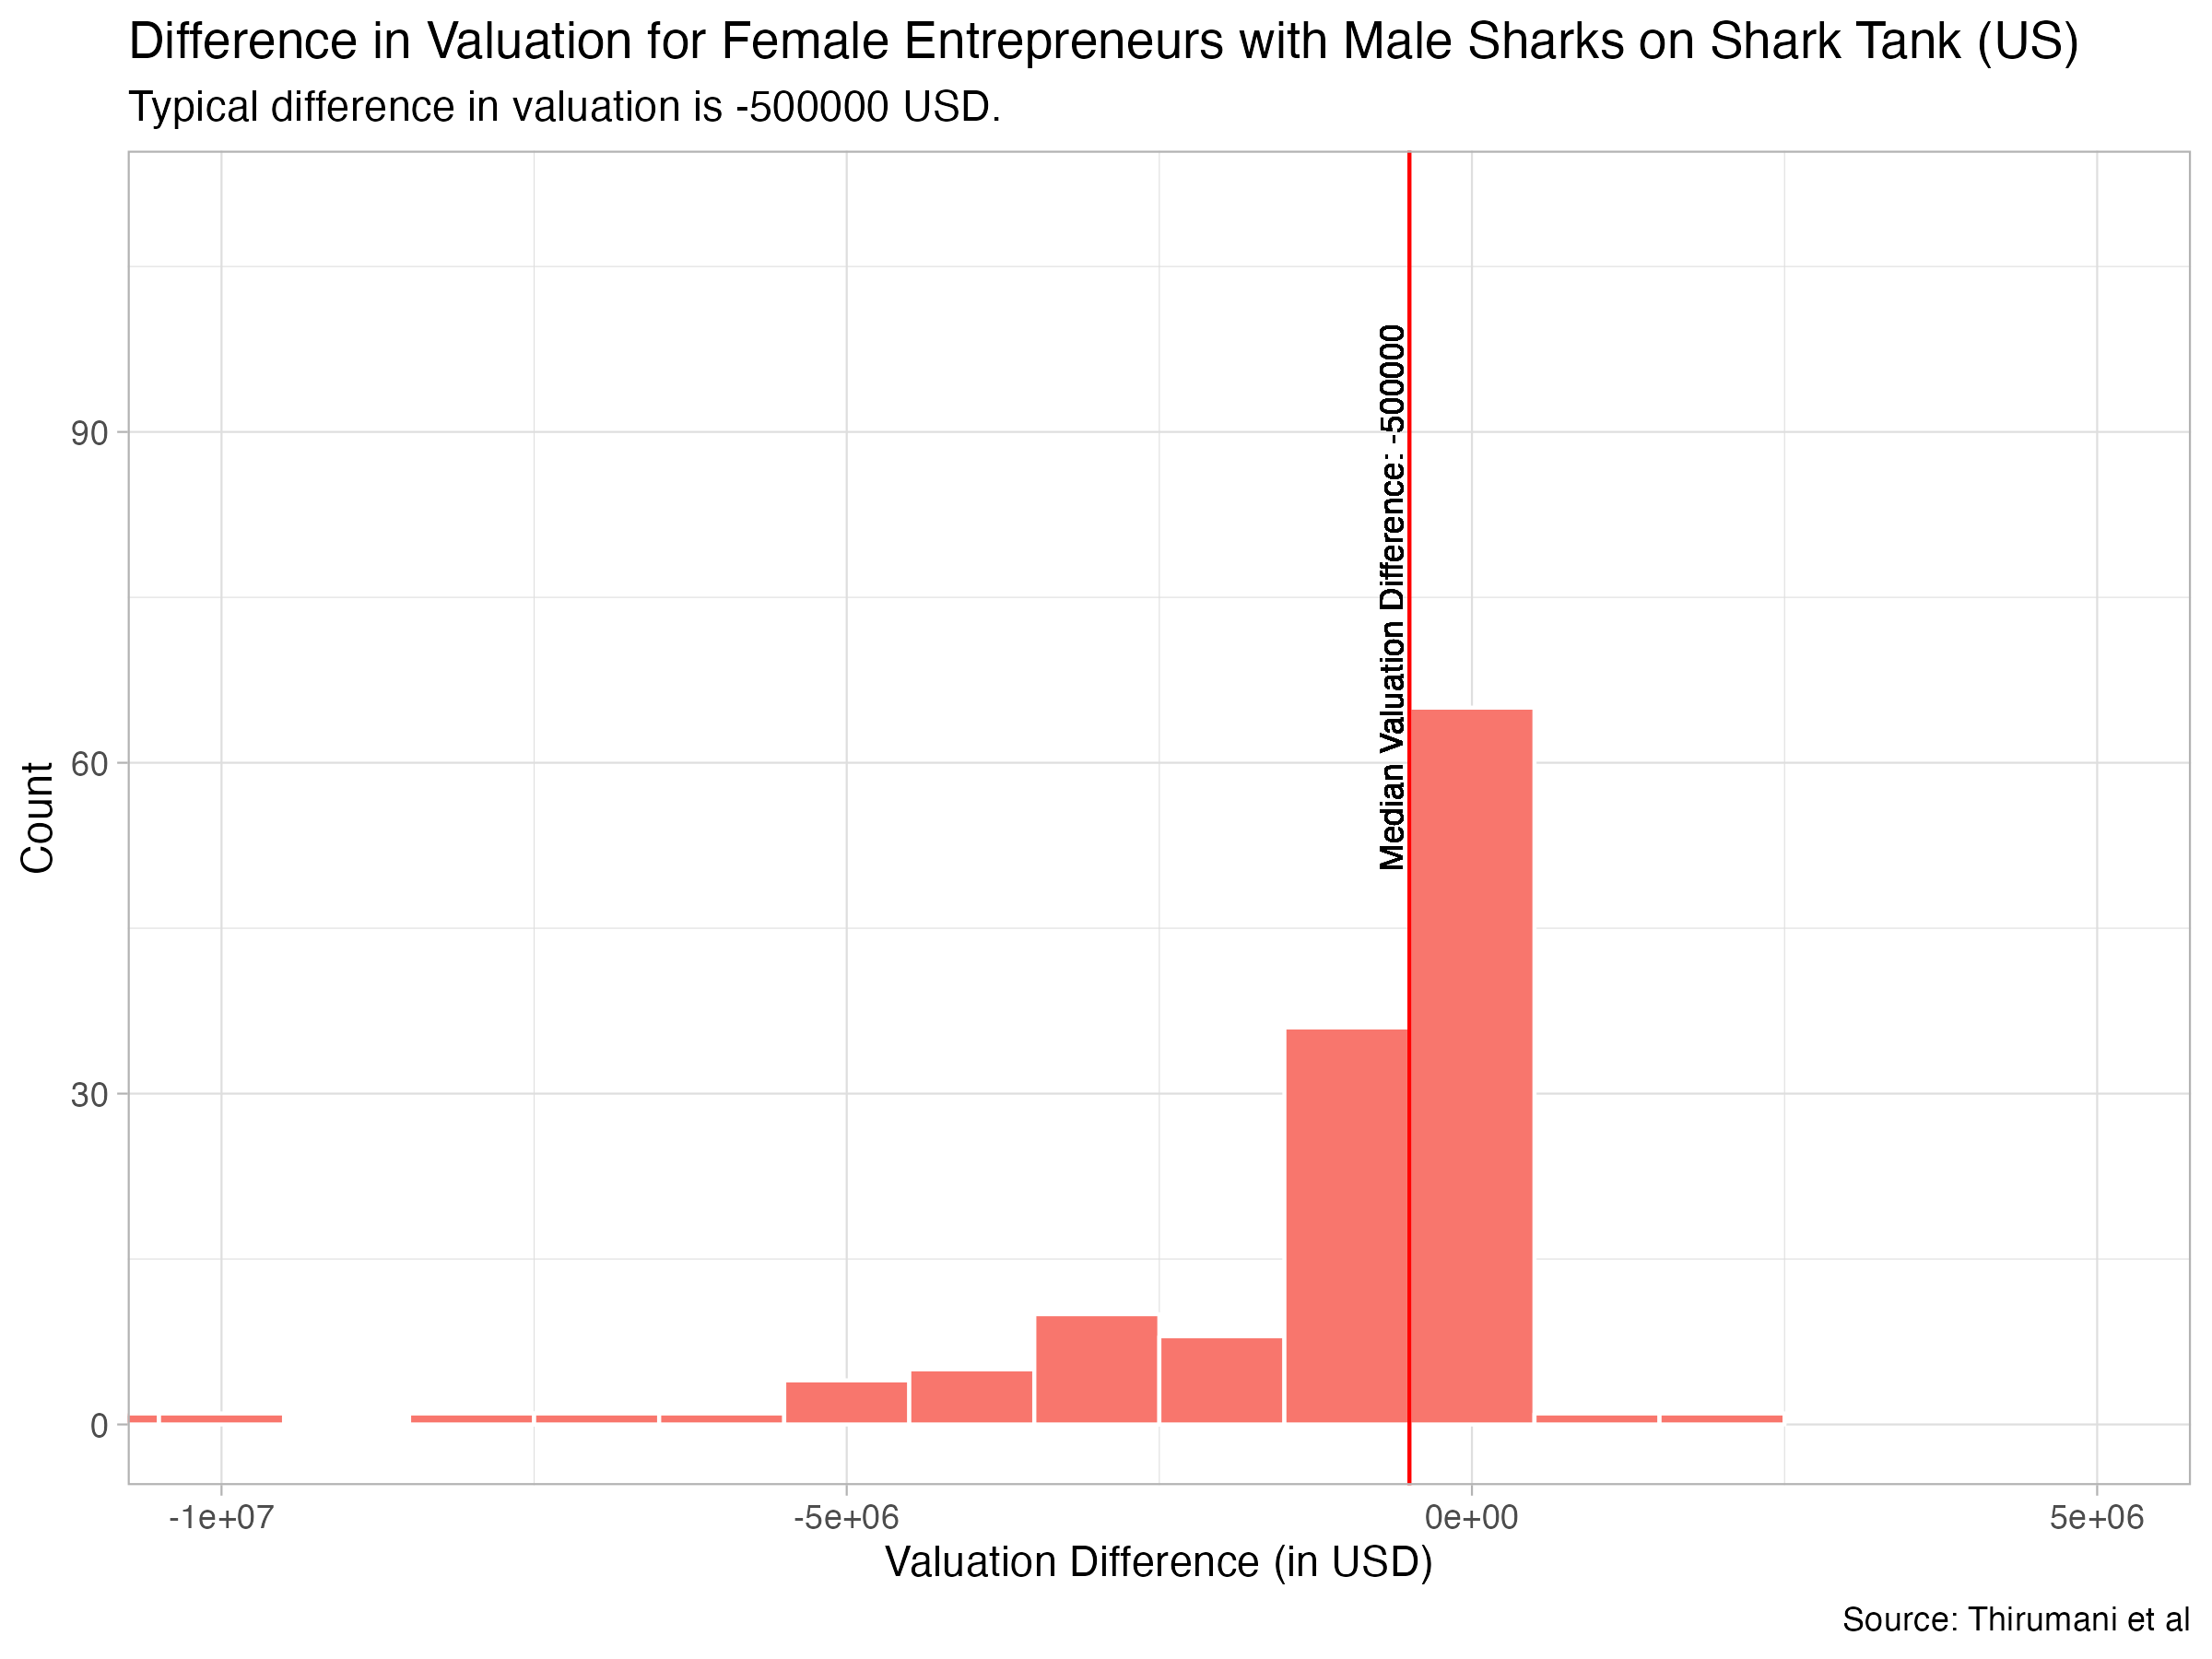 Difference in Valuation for Female Entrepreneurs with Male Sharks on Shark Tank (US)
Typical difference in valuation is -500000 USD.
Median Valuation Difference: -500000
Count
90
60
30
0
-1e+07
-5e+06
0e+00
5e+06
Valuation Difference (in USD)
Source: Thirumani et al